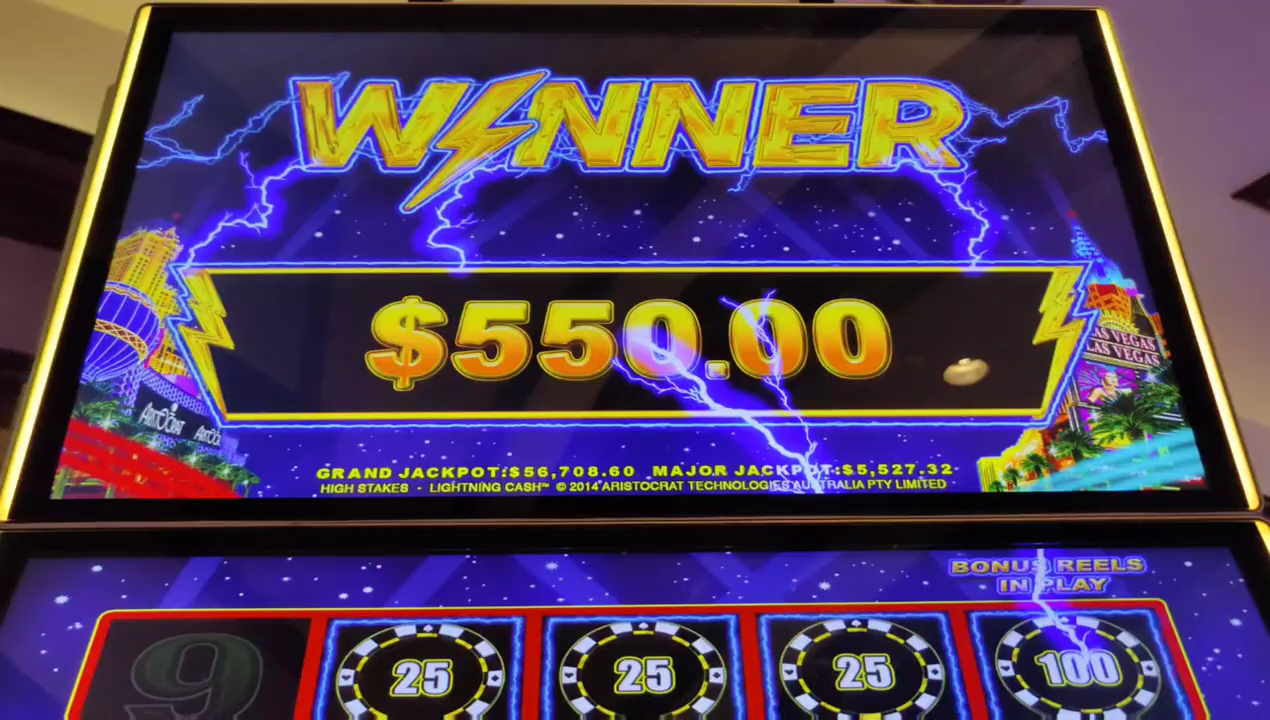 WINNER
$550.00
LAS VEGAS
LAS VEGAS
ARISTOCRAT
GRAND JACKPOT:$56,708.60 MAJOR JACKPOT:$5,527.32
HIGH STAKES - LIGHTNING CASH™ © 2014 ARISTOCRAT TECHNOLOGIES AUSTRALIA PTY LIMITED
BONUS REELS
IN PLAY
9
25
25
25
100